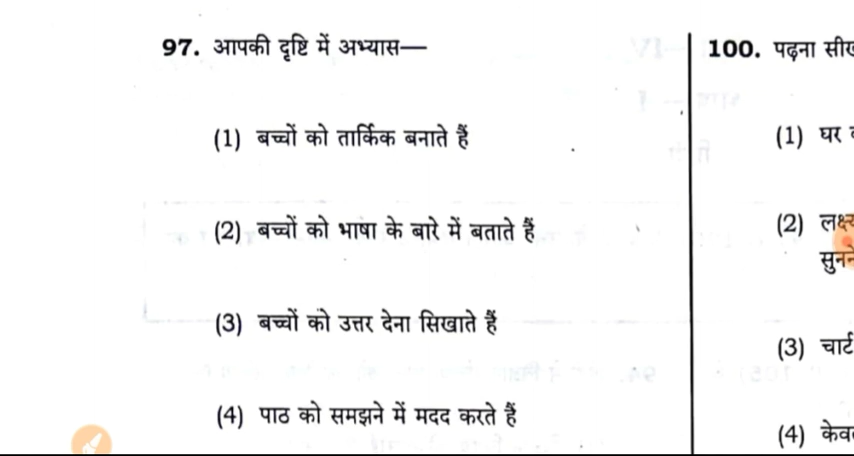 97. आपकी दृष्टि में अभ्यास—
(1) बच्चों को तार्किक बनाते हैं
(2) बच्चों को भाषा के बारे में बताते हैं
(3) बच्चों को उत्तर देना सिखाते हैं
(4) पाठ को समझने में मदद करते हैं
100. पढ़ना
(1) घर
(2)
(3) चार्ट
(4)